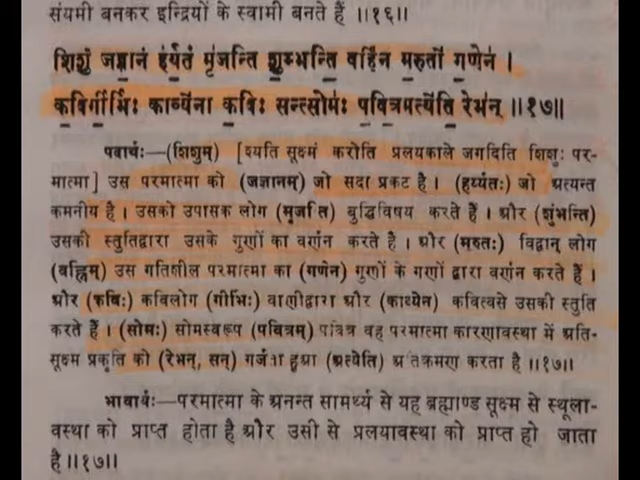 संयमी बनकर इन्द्रियों के स्वामी बनते हैं ॥१६॥
शिशुं जज्ञानं हर्यतं मृजन्ति शुम्भन्ति वह्निं मरुतो गणेन॑ ।
कविर्गीर्भिः काव्येना कविः सन्त्सोमः पवित्रमत्येति रेभन् ॥१७॥
पदार्थः—(शिशुम्) [श्यति सूक्ष्मं करोति प्रलयकाले जगदिति शिशुः पर-
मात्मा] उस परमात्मा को (जज्ञानम्) जो सदा प्रकट है । (हर्य्यतः) जो अत्यन्त
कमनीय है । उसको उपासक लोग (मृजन्ति) बुद्धिविषय करते हैं । और (शुंभन्ति)
उसकी स्तुतिद्वारा उसके गुणों का वर्णन करते है । और (मरुतः) विद्वान् लोग
(वह्निम्) उस गतिशील परमात्मा का (गणेन) गुणों के गणों द्वारा वर्णन करते हैं ।
और (कविः) कविलोग (गीभिः) वाणीद्वारा और (काव्येन) कवित्वसे उसकी स्तुति
करते हैं । (सोमः) सोमस्वरूप (पवित्रम्) पवित्र वह परमात्मा कारणावस्था में अति-
सूक्ष्म प्रकृति को (रेभन्, सन्) गर्जता हुआ (अत्येति) अतिक्रमण करता है ॥१७॥
भावार्थः—परमात्मा के अनन्त सामर्थ्य से यह ब्रह्माण्ड सूक्ष्म से स्थूला-
वस्था को प्राप्त होता है और उसी से प्रलयावस्था को प्राप्त हो जाता
है ॥१७॥